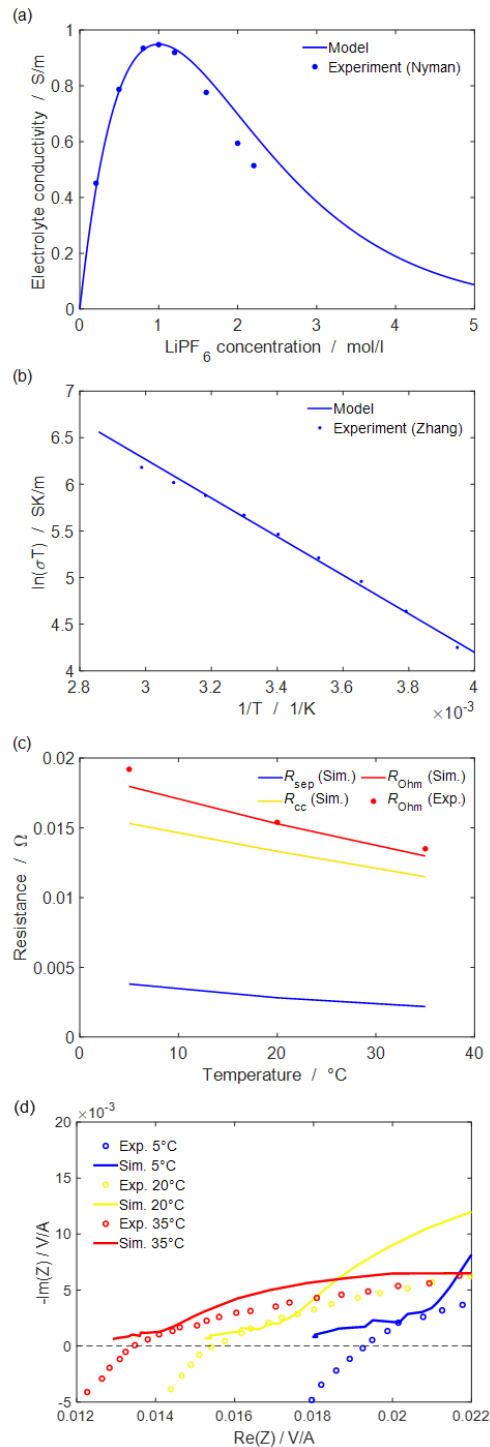 (a)
1
0.8
0.6
0.4
0.2
0
Electrolyte conductivity / S/m
Model
Experiment (Nyman)
0 1 2 3 4 5
LiPF6 concentration / mol/l
(b)
7
6.5
6
5.5
5
4.5
4
ln(σT) / SK/m
Model
Experiment (Zhang)
2.8 3 3.2 3.4 3.6 3.8 4
×10-3
1/T / 1/K
(c)
0.02
0.015
0.01
0.005
0
Resistance / Ω
Rsep (Sim.) ROhm (Sim.)
Rcc (Sim.) ROhm (Exp.)
0 10 20 30 40
Temperature / °C
(d)
×10-3
20
15
10
5
0
-5
-Im(Z) / V/A
Exp. 5°C
Sim. 5°C
Exp. 20°C
Sim. 20°C
Exp. 35°C
Sim. 35°C
0.012 0.014 0.016 0.018 0.02 0.022
Re(Z) / V/A